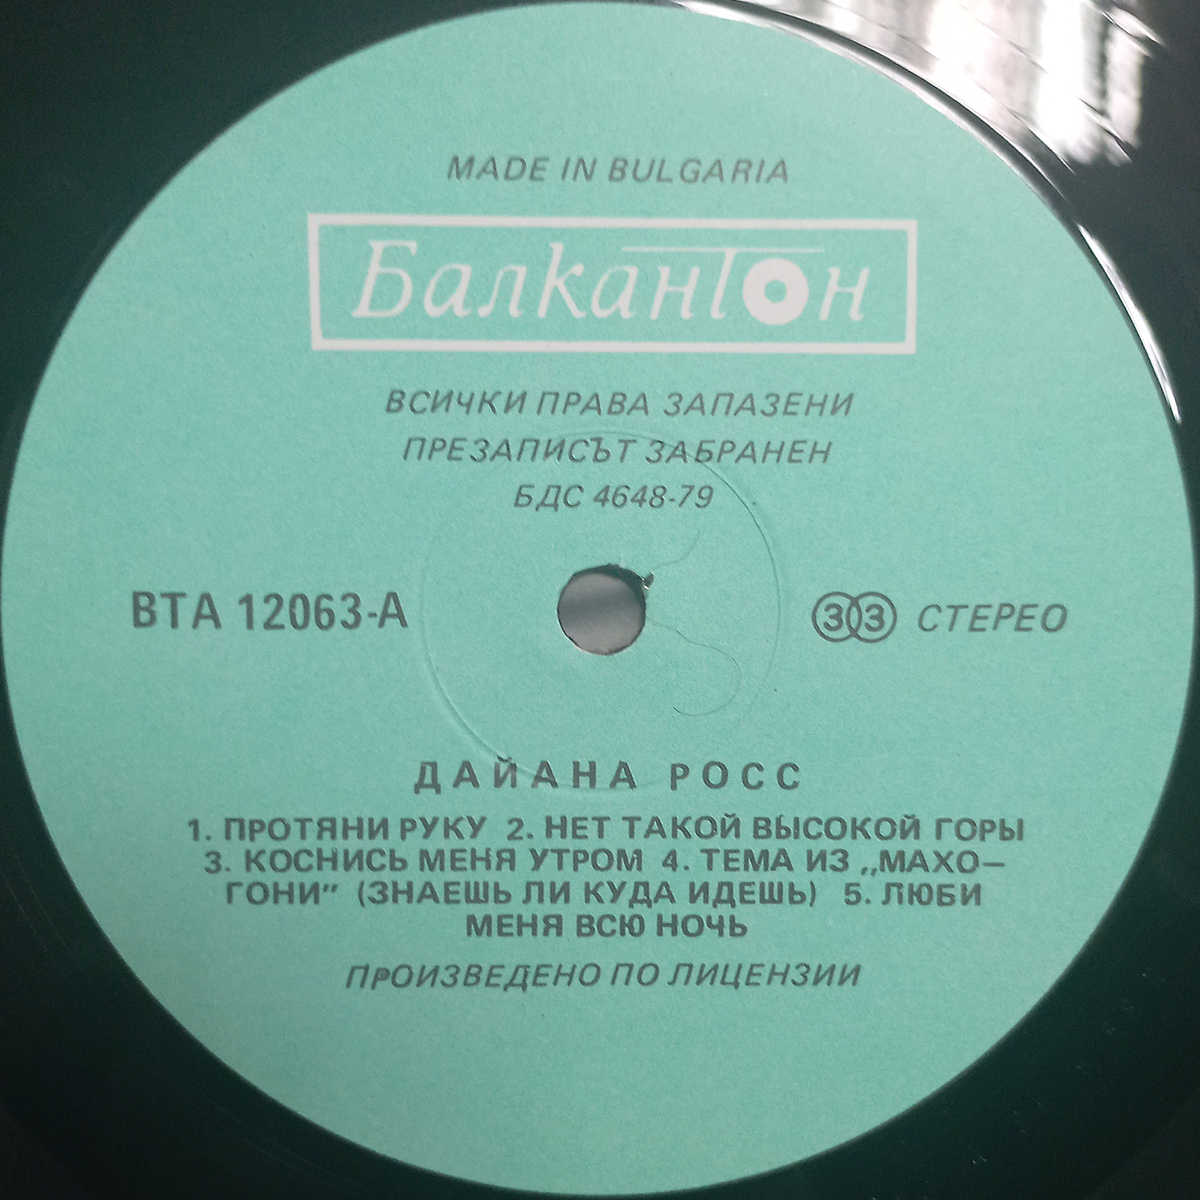 MADE IN BULGARIA
Балкантон
ВСИЧКИ ПРАВА ЗАПАЗЕНИ
ПРЕЗАПИСЪТ ЗАБРАНЕН
БДС 4648-79
ВТА 12063-А
33 СТЕРЕО
ДАЙАНА РОСС
1. ПРОТЯНИ РУКУ 2. НЕТ ТАКОЙ ВЫСОКОЙ ГОРЫ
3. КОСНИСЬ МЕНЯ УТРОМ 4. ТЕМА ИЗ „МАХО—
ГОНИ” (ЗНАЕШЬ ЛИ КУДА ИДЕШЬ) 5. ЛЮБИ
МЕНЯ ВСЮ НОЧЬ
ПРОИЗВЕДЕНО ПО ЛИЦЕНЗИИ